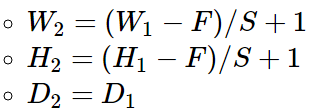 ◦ W₂ = (W₁ − F)/S + 1
◦ H₂ = (H₁ − F)/S + 1
◦ D₂ = D₁